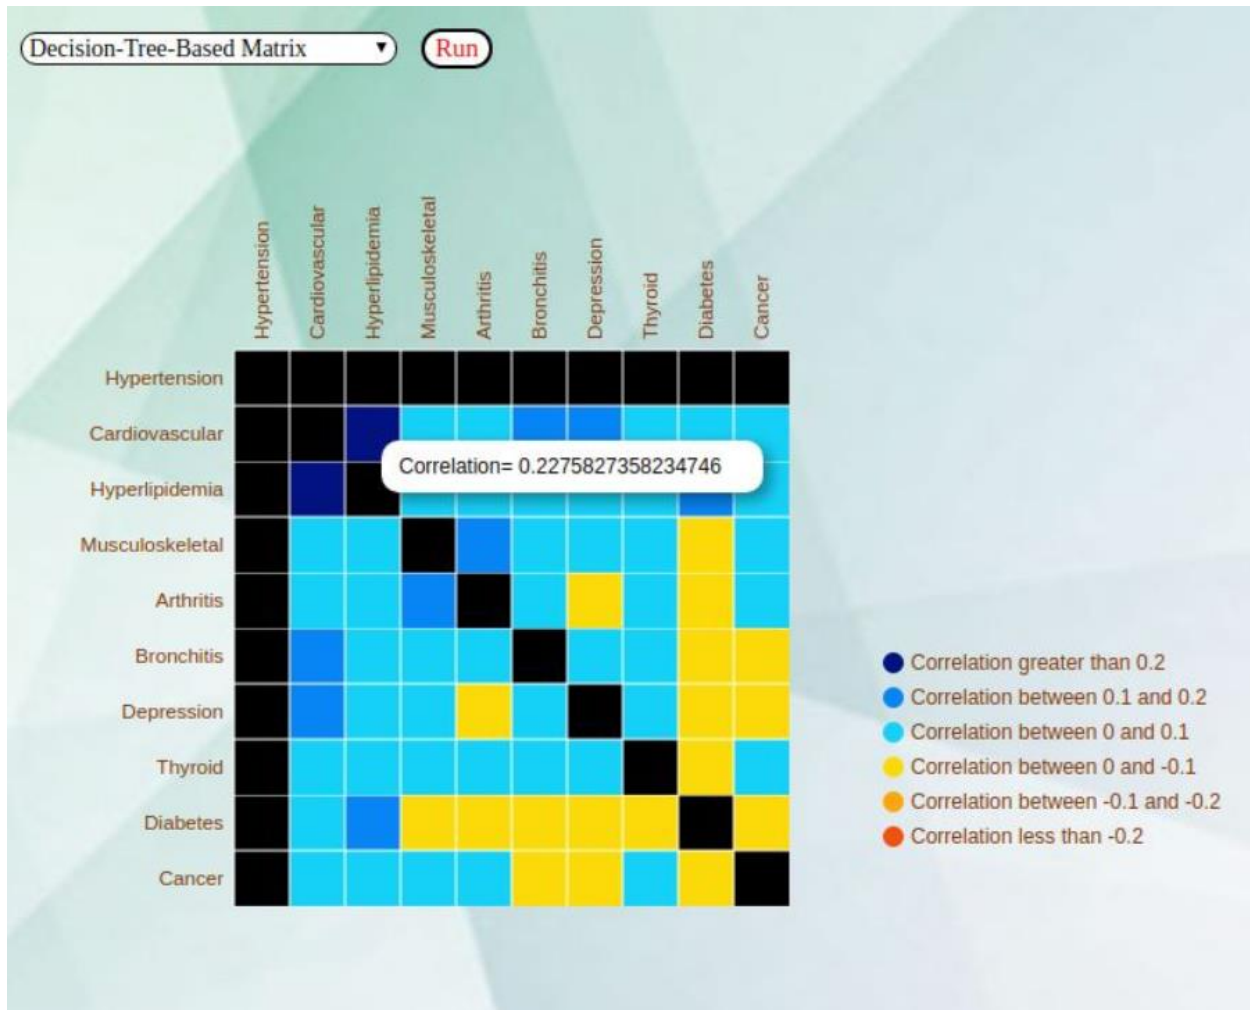 Decision-Tree-Based Matrix
Run
Hypertension
Cardiovascular
Hyperlipidemia
Musculoskeletal
Arthritis
Bronchitis
Depression
Thyroid
Diabetes
Cancer
Hypertension
Cardiovascular
Correlation= 0.2275827358234746
Hyperlipidemia
Musculoskeletal
Arthritis
Bronchitis
Depression
Thyroid
Diabetes
Cancer
Correlation greater than 0.2
Correlation between 0.1 and 0.2
Correlation between 0 and 0.1
Correlation between 0 and -0.1
Correlation between -0.1 and -0.2
Correlation less than -0.2